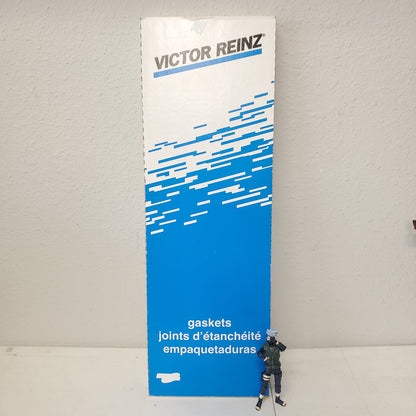 VICTOR REINZ®
gaskets
joints d'étanchéité
empaquetaduras